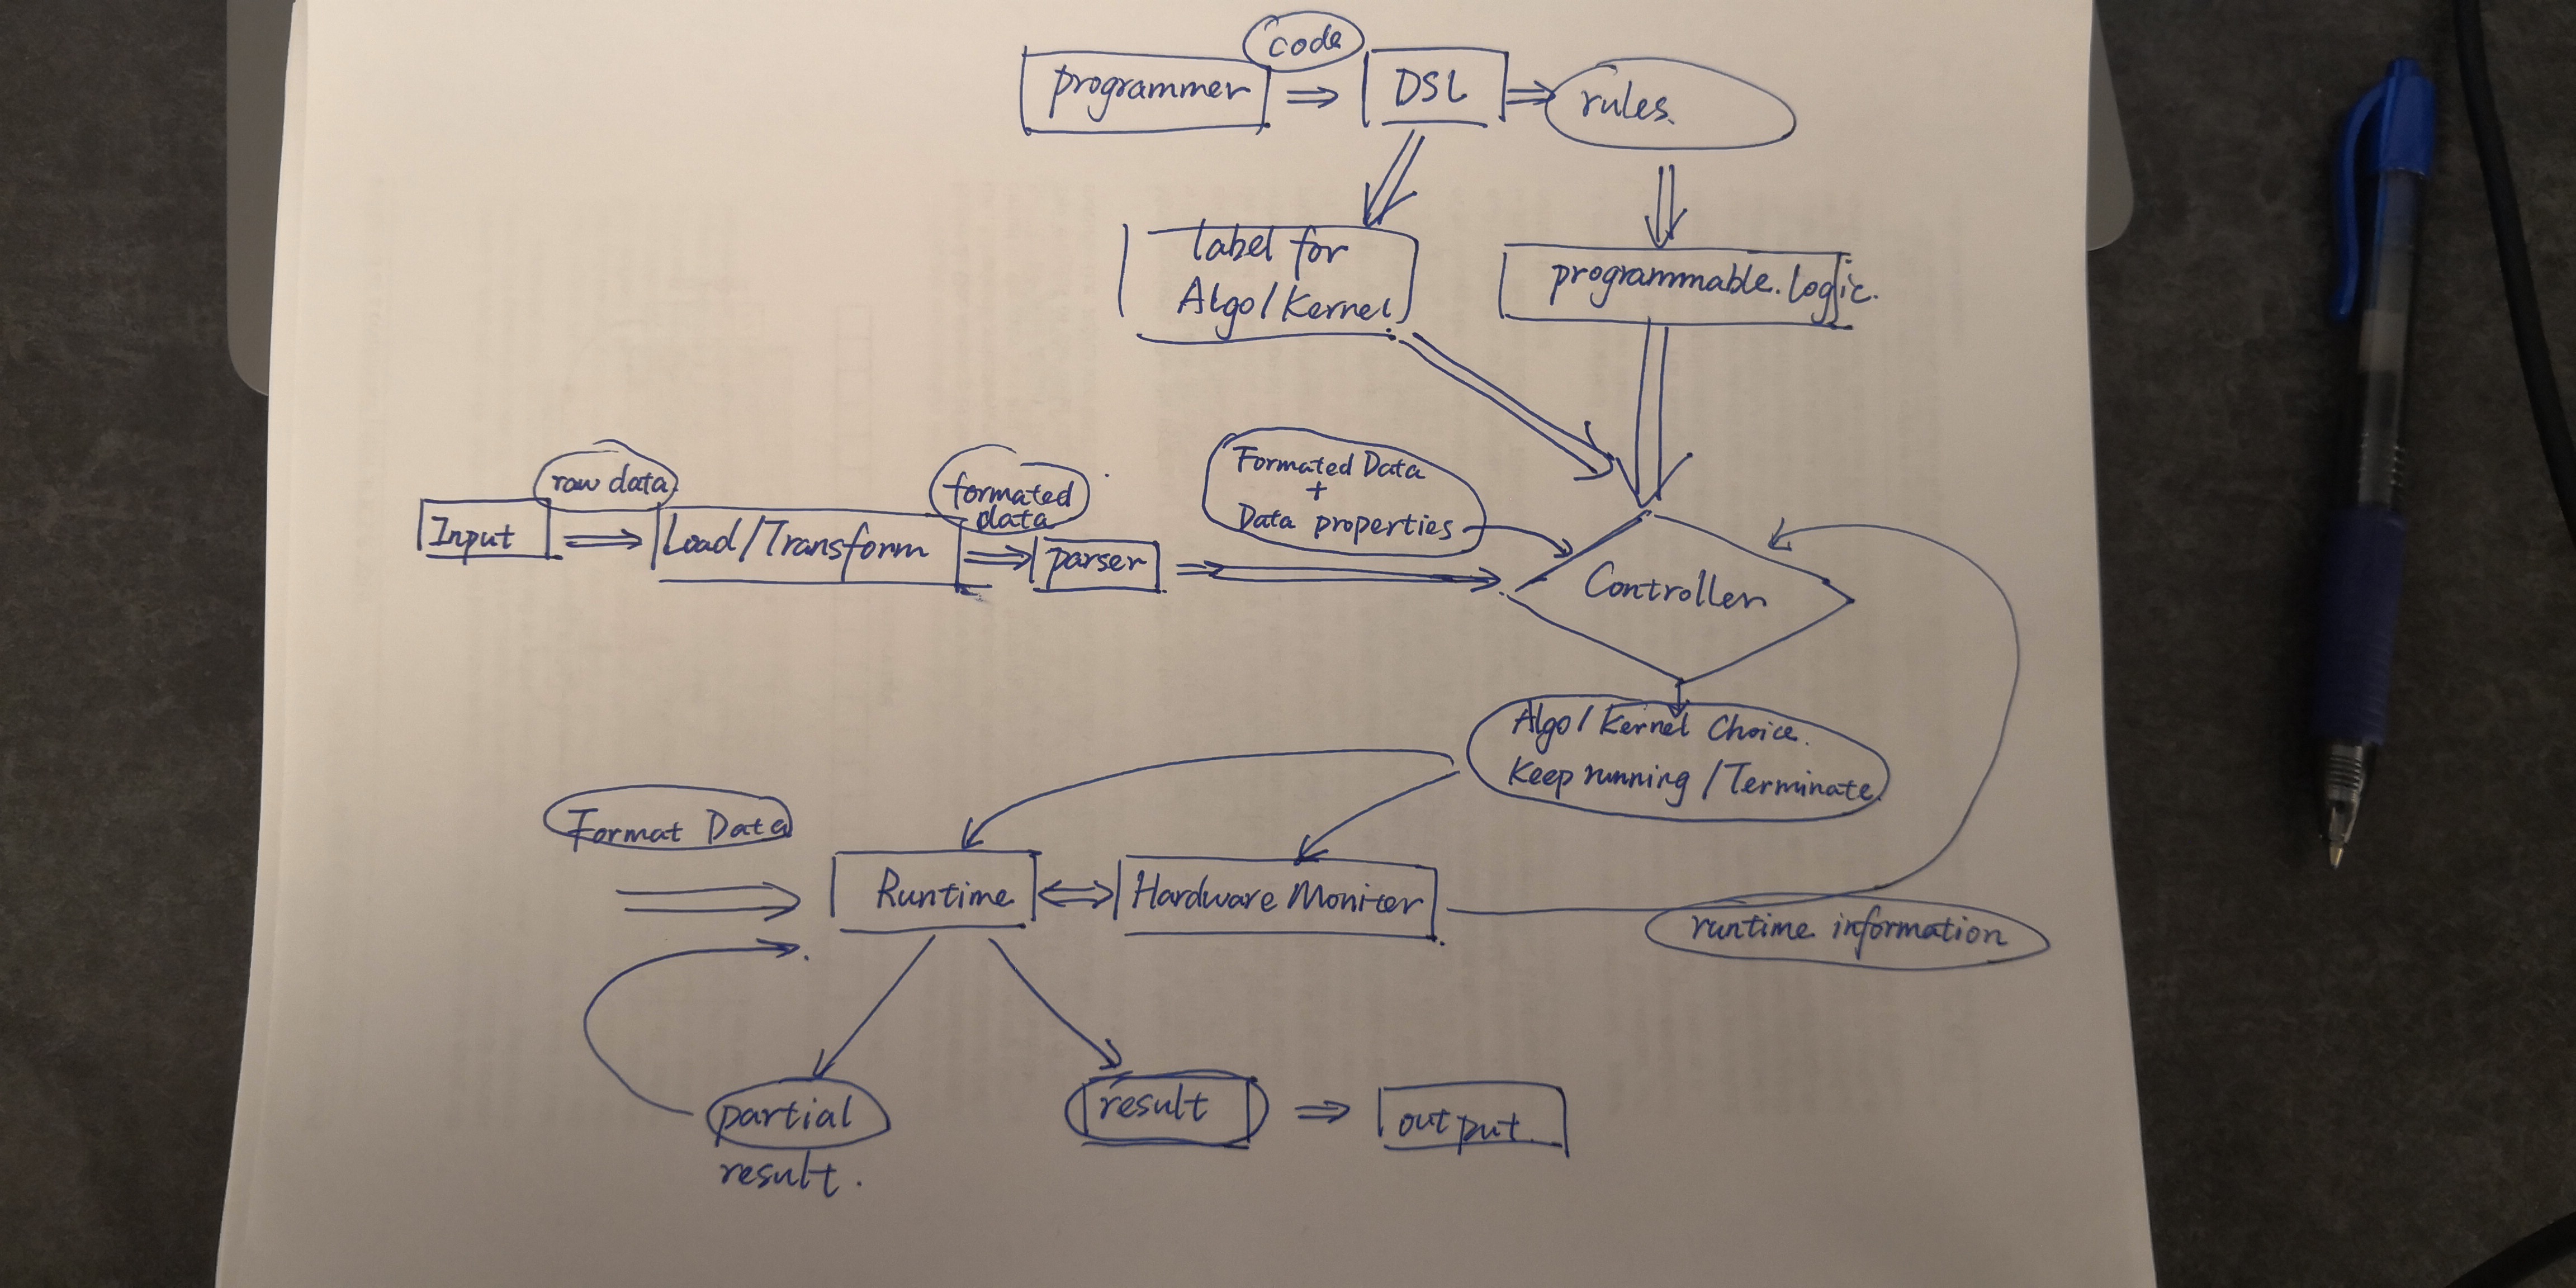 code
programmer
DSL
rules.
label for
Algo/Kernel
programmable.logic.
raw data
formated
data
Formated Data
+
Data properties
Input
Load/Transform
parser
Controller
Algo/Kernel Choice.
Keep running/Terminate
Format Data
Runtime
Hardware Moniter
runtime information
partial
result.
result
output